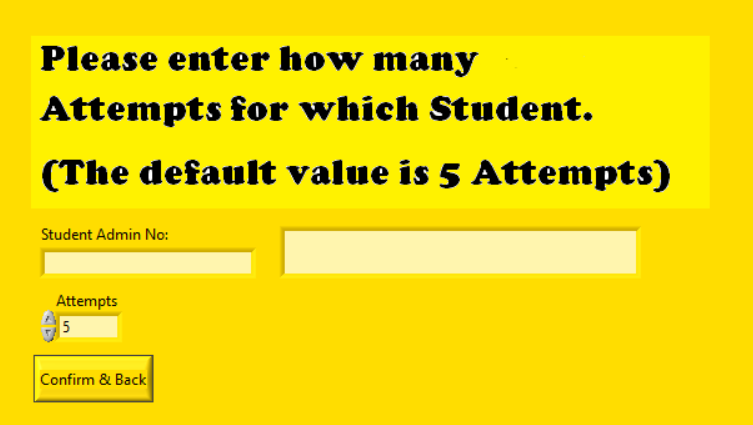 Please enter how many
Attempts for which Student.
(The default value is 5 Attempts)
Student Admin No:
Attempts
5
Confirm & Back